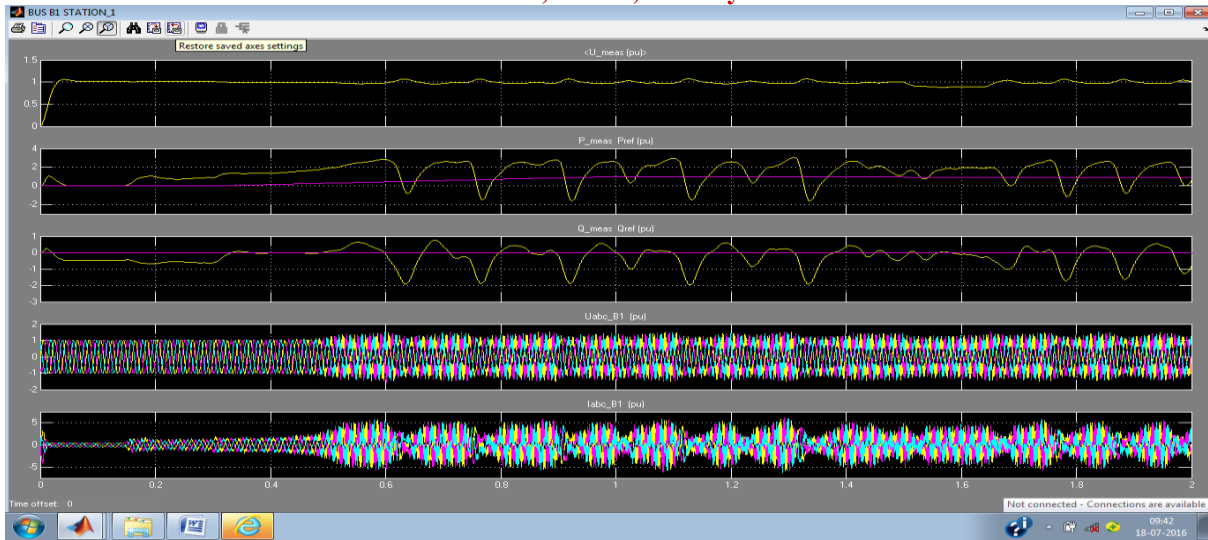 BUS B1 STATION_1
Restore saved axes settings
<U_meas (pu)>
1.5
1
0.5
0
P_meas Pref (pu)
4
2
0
-2
Q_meas Qref (pu)
1
0
-1
-2
-3
Uabc_B1 (pu)
2
1
0
-1
-2
Iabc_B1 (pu)
5
0
-5
0 0.2 0.4 0.6 0.8 1 1.2 1.4 1.6 1.8 2
Time offset: 0
Not connected - Connections are available
09:42
18-07-2016